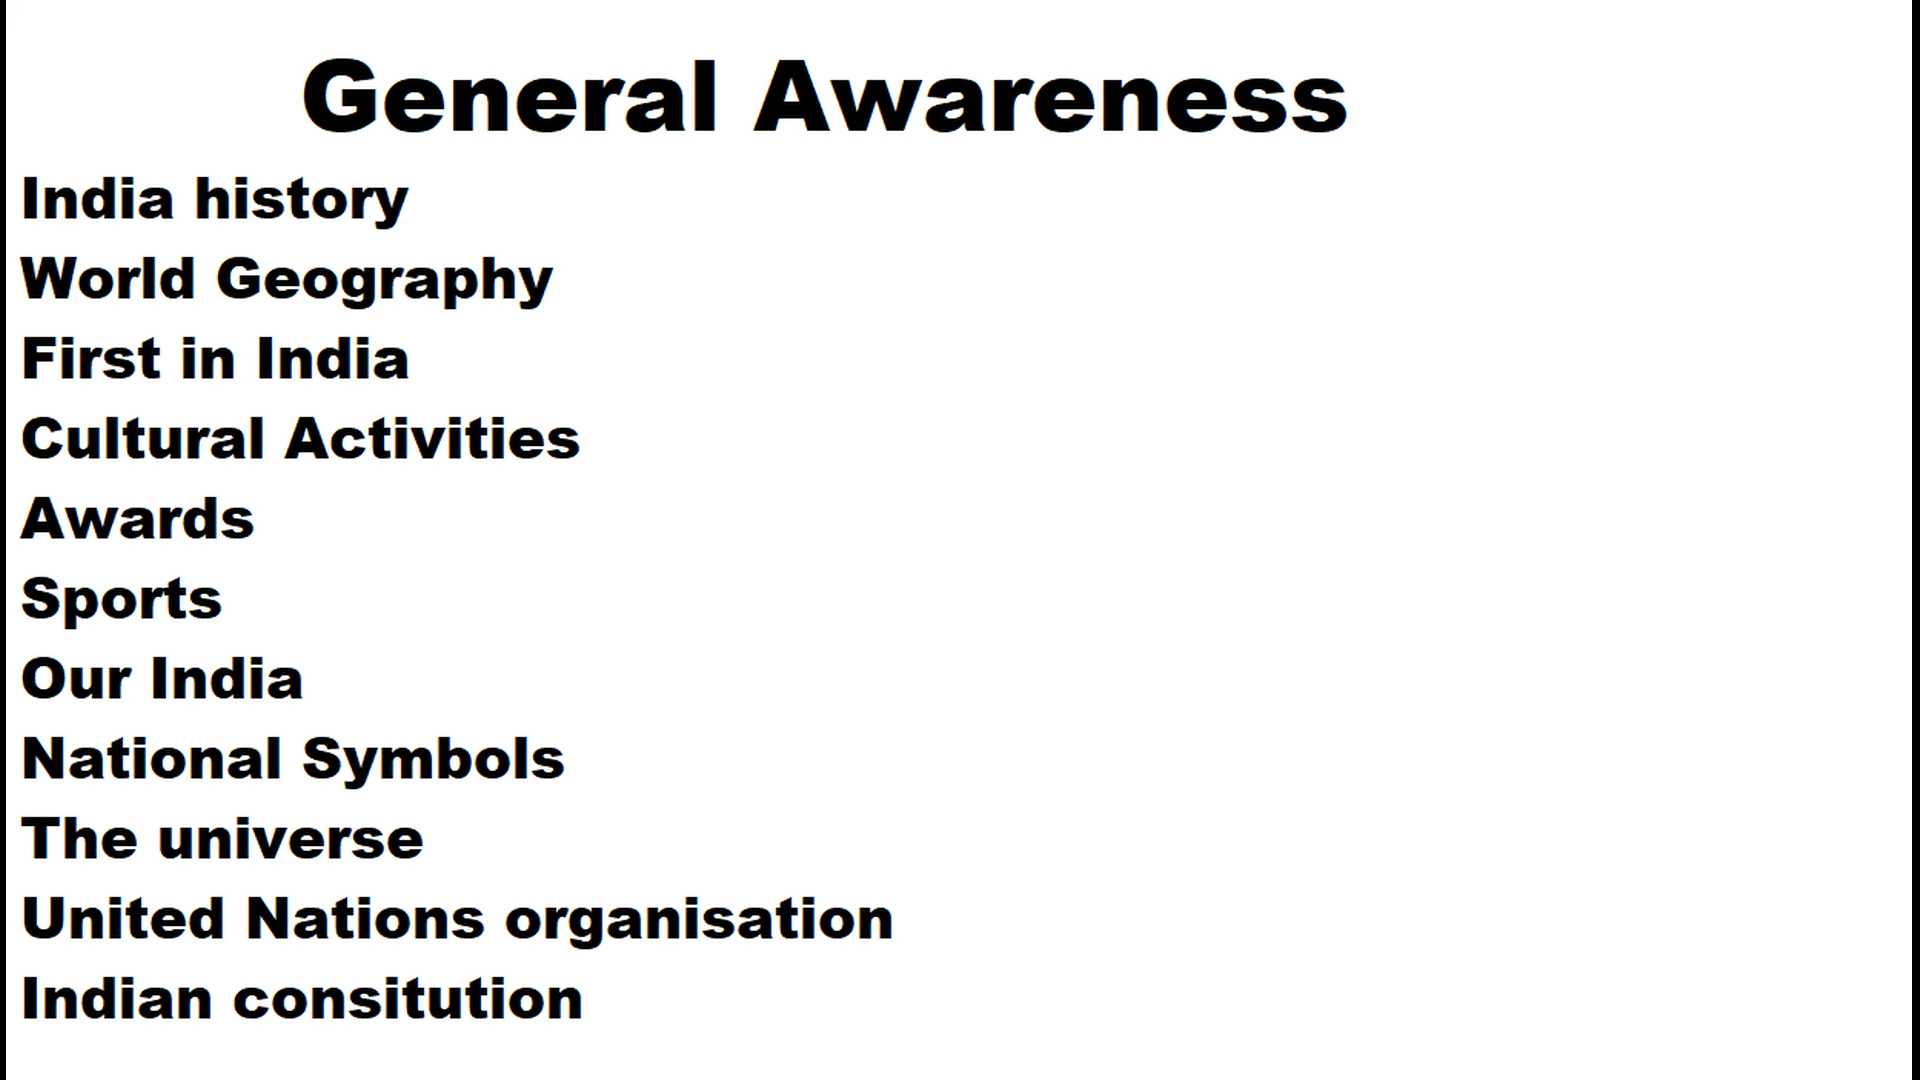 General Awareness
India history
World Geography
First in India
Cultural Activities
Awards
Sports
Our India
National Symbols
The universe
United Nations organisation
Indian consitution